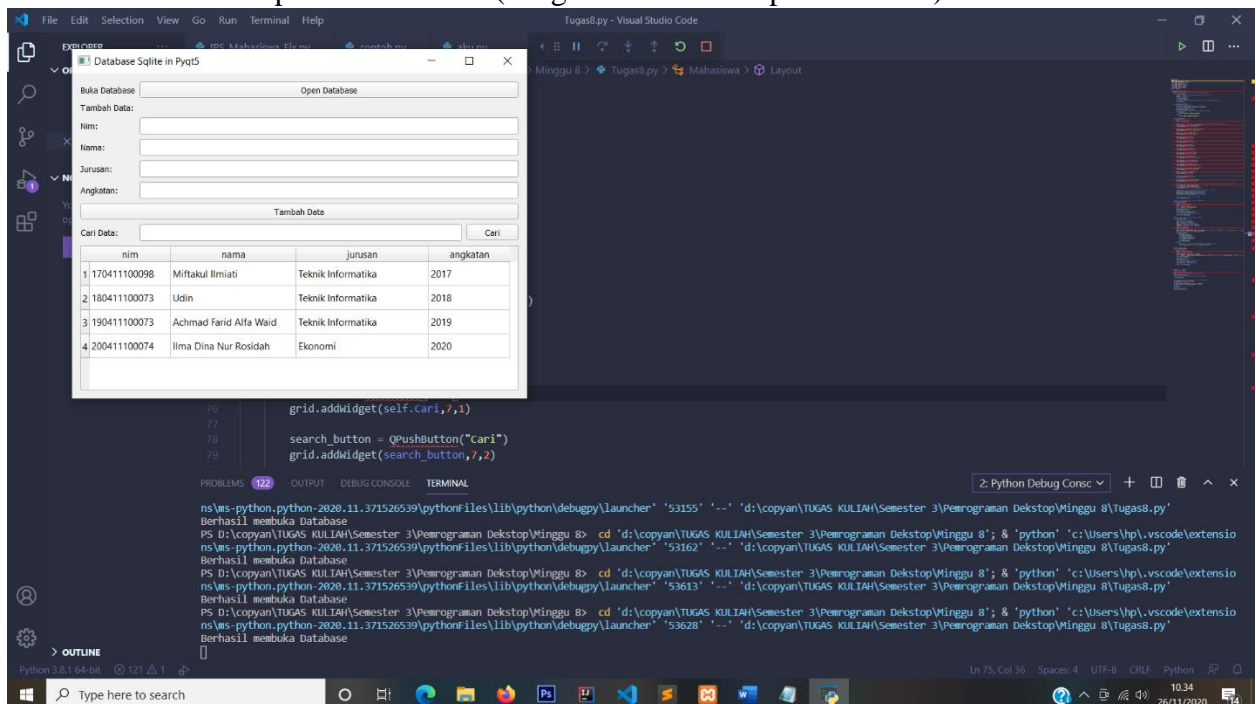 File Edit Selection View Go Run Terminal Help
Tugas8.py - Visual Studio Code
EXPLORER
Database Sqlite in Pyqt5
Minggu 8 > Tugas8.py > Mahasiswa > Layout
Buka Database Open Database
Tambah Data:
Nim:
Nama:
Jurusan:
Angkatan:
Tambah Data
Cari Data: Cari
nim nama jurusan angkatan
1 170411100098 Miftakul Ilmiati Teknik Informatika 2017
2 180411100073 Udin Teknik Informatika 2018
3 190411100073 Achmad Farid Alfa Waid Teknik Informatika 2019
4 200411100074 Ilma Dina Nur Rosidah Ekonomi 2020
)
76 grid.addWidget(self.Cari,7,1)
77
78 search_button = QPushButton("Cari")
79 grid.addWidget(search_button,7,2)
PROBLEMS 122 OUTPUT DEBUG CONSOLE TERMINAL 2: Python Debug Consc
ns\ms-python.python-2020.11.371526539\pythonFiles\lib\python\debugpy\launcher' '53155' '--' 'd:\copyan\TUGAS KULIAH\Semester 3\Pemrograman Dekstop\Minggu 8\Tugas8.py'
Berhasil membuka Database
PS D:\copyan\TUGAS KULIAH\Semester 3\Pemrograman Dekstop\Minggu 8> cd 'd:\copyan\TUGAS KULIAH\Semester 3\Pemrograman Dekstop\Minggu 8'; & 'python' 'c:\Users\hp\.vscode\extensio
ns\ms-python.python-2020.11.371526539\pythonFiles\lib\python\debugpy\launcher' '53162' '--' 'd:\copyan\TUGAS KULIAH\Semester 3\Pemrograman Dekstop\Minggu 8\Tugas8.py'
Berhasil membuka Database
PS D:\copyan\TUGAS KULIAH\Semester 3\Pemrograman Dekstop\Minggu 8> cd 'd:\copyan\TUGAS KULIAH\Semester 3\Pemrograman Dekstop\Minggu 8'; & 'python' 'c:\Users\hp\.vscode\extensio
ns\ms-python.python-2020.11.371526539\pythonFiles\lib\python\debugpy\launcher' '53613' '--' 'd:\copyan\TUGAS KULIAH\Semester 3\Pemrograman Dekstop\Minggu 8\Tugas8.py'
Berhasil membuka Database
PS D:\copyan\TUGAS KULIAH\Semester 3\Pemrograman Dekstop\Minggu 8> cd 'd:\copyan\TUGAS KULIAH\Semester 3\Pemrograman Dekstop\Minggu 8'; & 'python' 'c:\Users\hp\.vscode\extensio
ns\ms-python.python-2020.11.371526539\pythonFiles\lib\python\debugpy\launcher' '53628' '--' 'd:\copyan\TUGAS KULIAH\Semester 3\Pemrograman Dekstop\Minggu 8\Tugas8.py'
Berhasil membuka Database
OUTLINE
Python 3.8.1 64-bit 121 1 Ln 75, Col 36 Spaces: 4 UTF-8 CRLF Python
Type here to search
10.34
26/11/2020